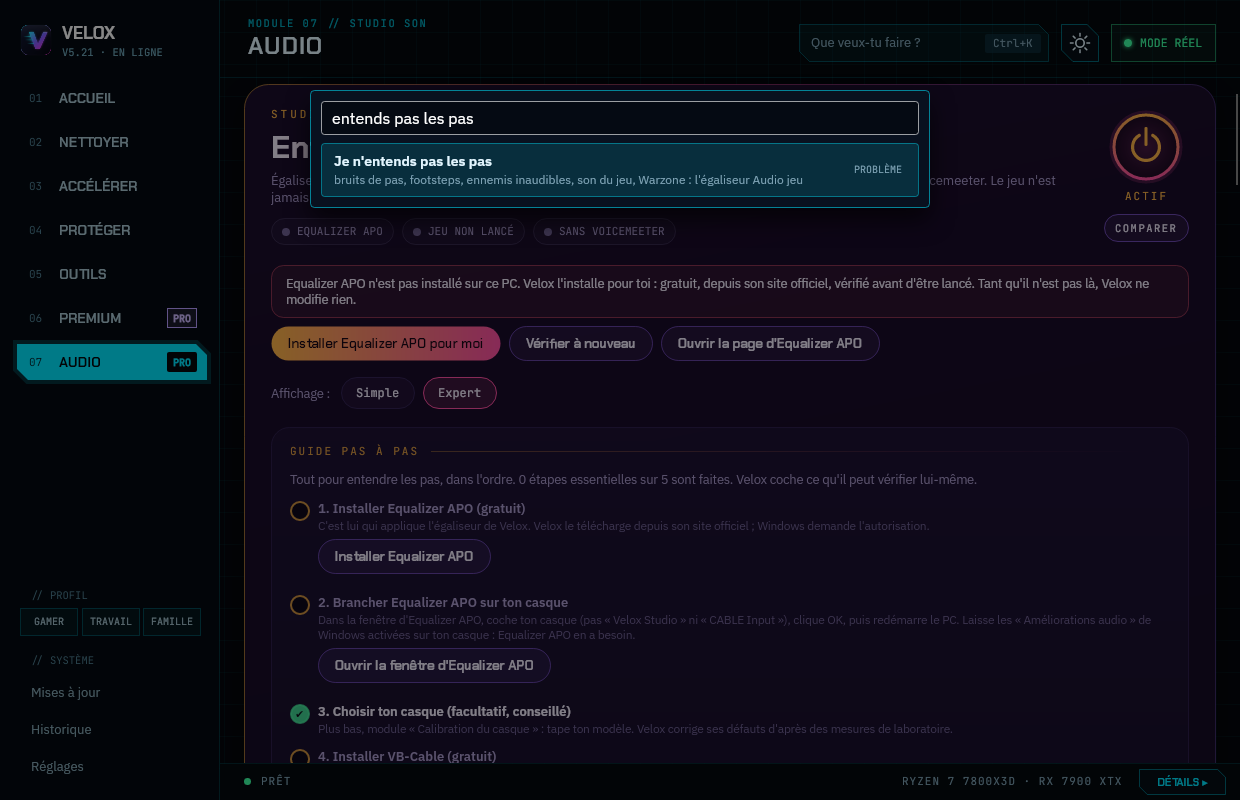 VELOX
V5.21 · EN LIGNE
01 ACCUEIL
02 NETTOYER
03 ACCÉLÉRER
04 PROTÉGER
05 OUTILS
06 PREMIUM PRO
07 AUDIO PRO
// PROFIL
GAMER TRAVAIL FAMILLE
// SYSTÈME
Mises à jour
Historique
Réglages
MODULE 07 // STUDIO SON
AUDIO
Que veux-tu faire ? Ctrl+K
MODE RÉEL
STUD
En
entends pas les pas
Je n'entends pas les pas
bruits de pas, footsteps, ennemis inaudibles, son du jeu, Warzone : l'égaliseur Audio jeu
PROBLÈME
Égalise
cemeeter. Le jeu n'est
jamais
ACTIF
COMPARER
EQUALIZER APO JEU NON LANCÉ SANS VOICEMEETER
Equalizer APO n'est pas installé sur ce PC. Velox l'installe pour toi : gratuit, depuis son site officiel, vérifié avant d'être lancé. Tant qu'il n'est pas là, Velox ne
modifie rien.
Installer Equalizer APO pour moi Vérifier à nouveau Ouvrir la page d'Equalizer APO
Affichage : Simple Expert
GUIDE PAS À PAS
Tout pour entendre les pas, dans l'ordre. 0 étapes essentielles sur 5 sont faites. Velox coche ce qu'il peut vérifier lui-même.
1. Installer Equalizer APO (gratuit)
C'est lui qui applique l'égaliseur de Velox. Velox le télécharge depuis son site officiel ; Windows demande l'autorisation.
Installer Equalizer APO
2. Brancher Equalizer APO sur ton casque
Dans la fenêtre d'Equalizer APO, coche ton casque (pas « Velox Studio » ni « CABLE Input »), clique OK, puis redémarre le PC. Laisse les « Améliorations audio » de
Windows activées sur ton casque : Equalizer APO en a besoin.
Ouvrir la fenêtre d'Equalizer APO
3. Choisir ton casque (facultatif, conseillé)
Plus bas, module « Calibration du casque » : tape ton modèle, Velox corrige ses défauts d'après des mesures de laboratoire.
4. Installer VB-Cable (gratuit)
PRÊT
RYZEN 7 7800X3D · RX 7900 XTX
DÉTAILS ▸